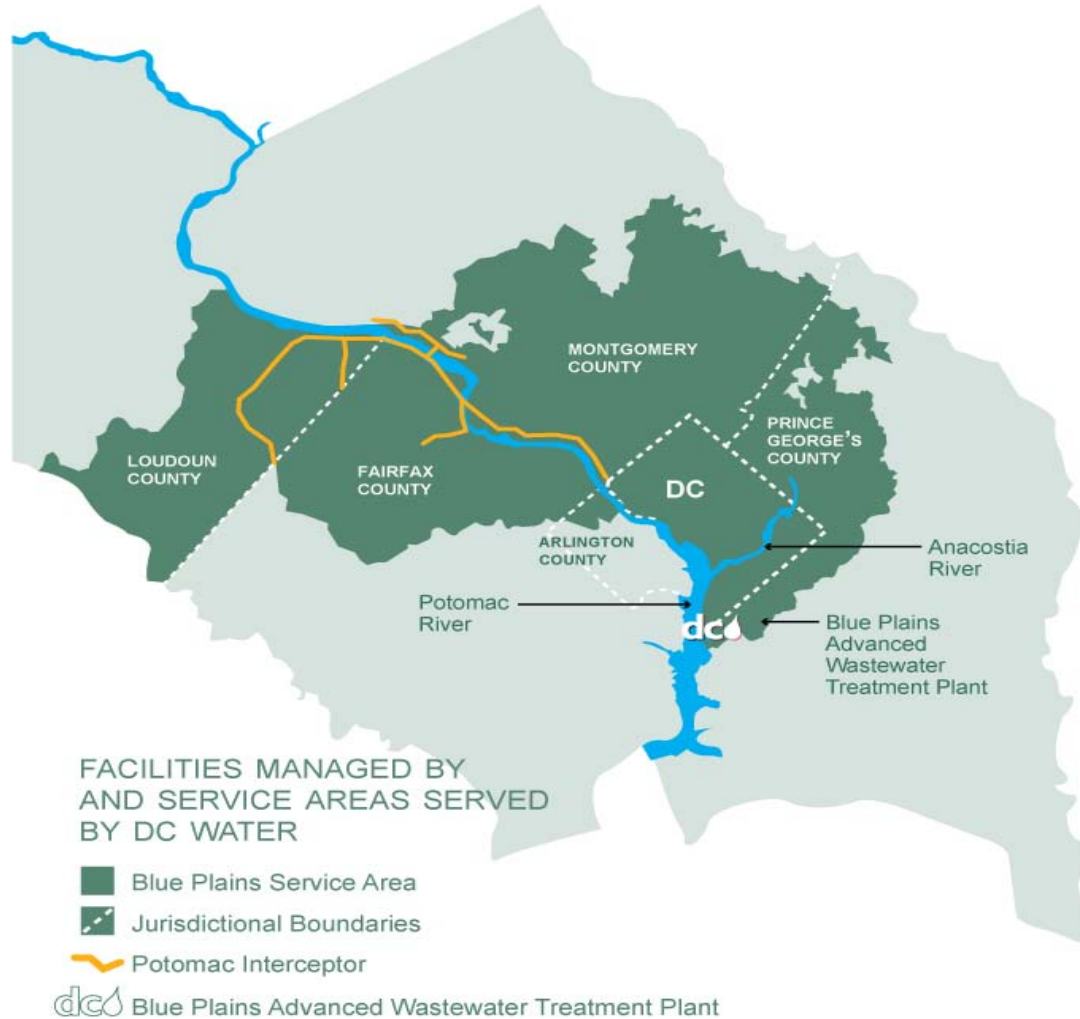 MONTGOMERY
COUNTY
PRINCE
GEORGE'S
COUNTY
LOUDOUN
COUNTY
FAIRFAX
COUNTY
DC
ARLINGTON
COUNTY
Anacostia
River
Potomac
River
dc
Blue Plains
Advanced
Wastewater
Treatment Plant
FACILITIES MANAGED BY
AND SERVICE AREAS SERVED
BY DC WATER
Blue Plains Service Area
Jurisdictional Boundaries
Potomac Interceptor
dc Blue Plains Advanced Wastewater Treatment Plant